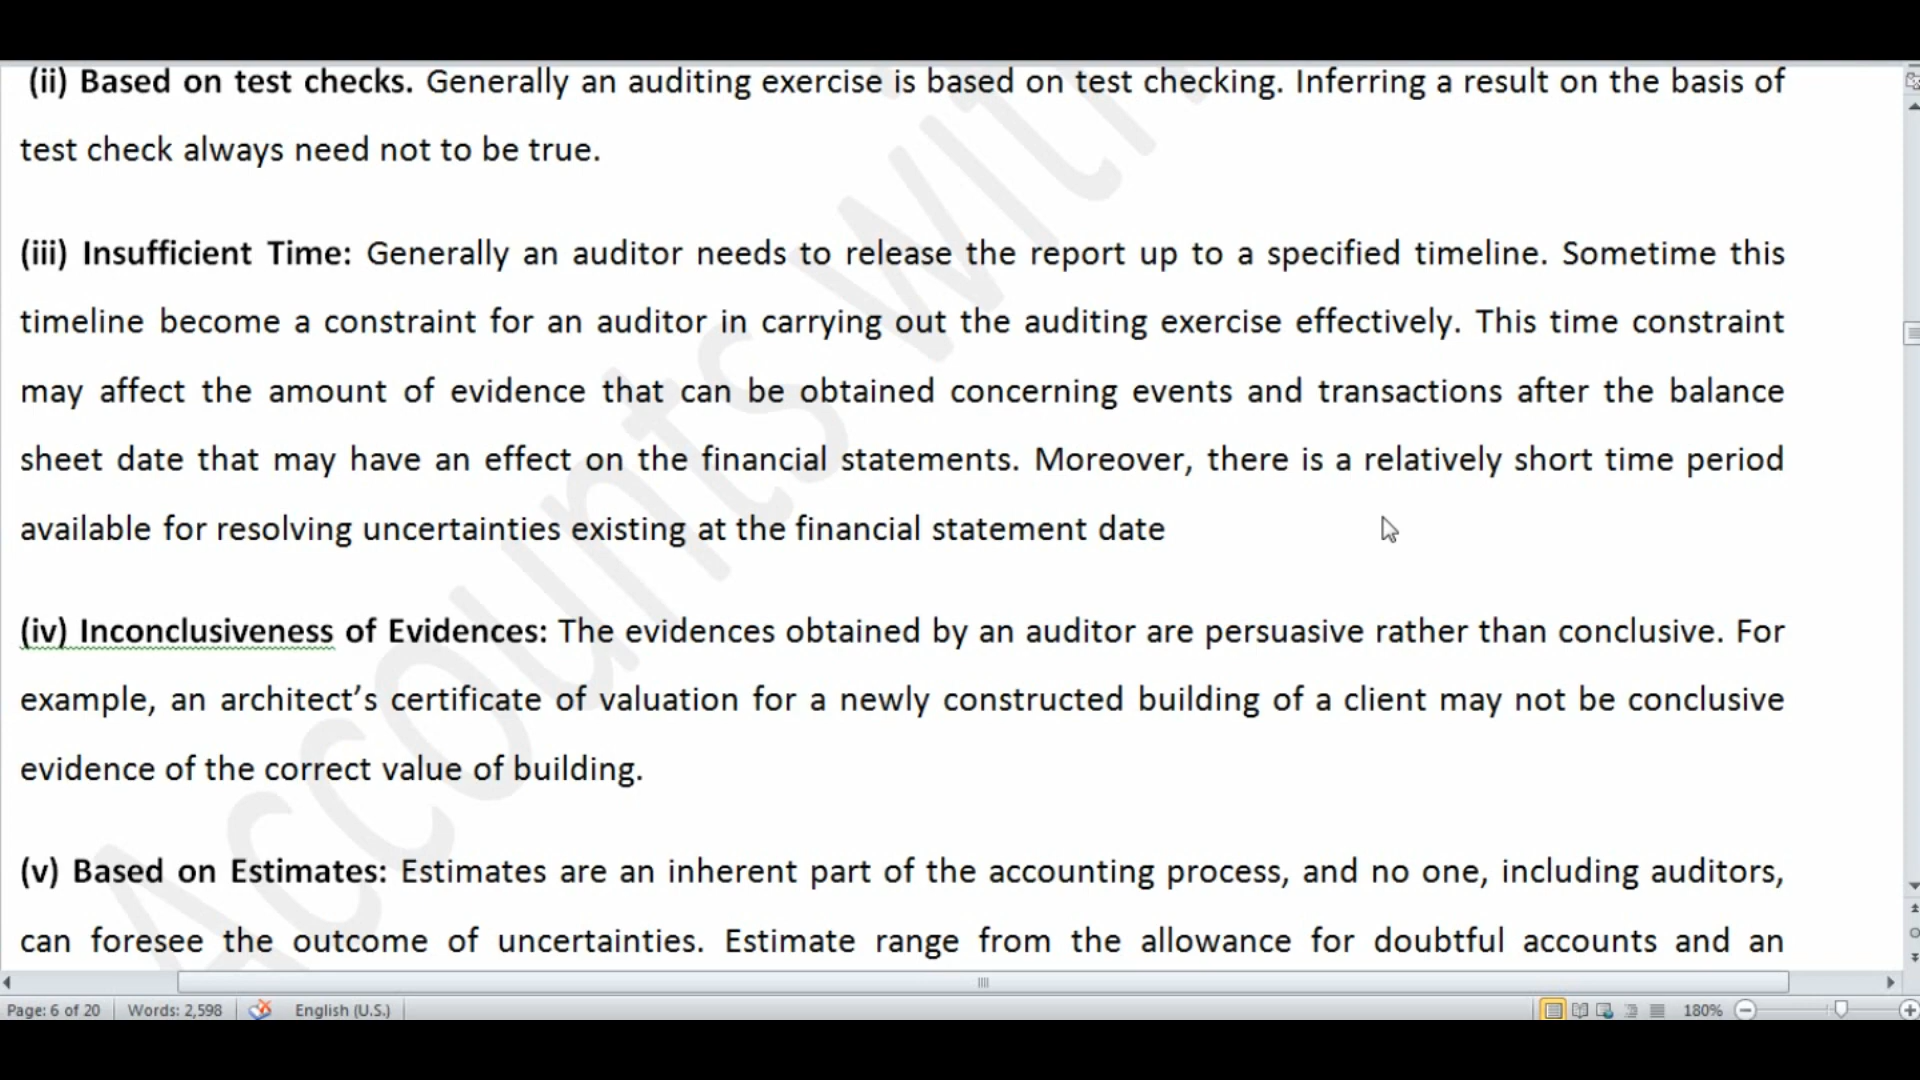 (ii) Based on test checks. Generally an auditing exercise is based on test checking. Inferring a result on the basis of
test check always need not to be true.
(iii) Insufficient Time: Generally an auditor needs to release the report up to a specified timeline. Sometime this
timeline become a constraint for an auditor in carrying out the auditing exercise effectively. This time constraint
may affect the amount of evidence that can be obtained concerning events and transactions after the balance
sheet date that may have an effect on the financial statements. Moreover, there is a relatively short time period
available for resolving uncertainties existing at the financial statement date
(iv) Inconclusiveness of Evidences: The evidences obtained by an auditor are persuasive rather than conclusive. For
example, an architect’s certificate of valuation for a newly constructed building of a client may not be conclusive
evidence of the correct value of building.
(v) Based on Estimates: Estimates are an inherent part of the accounting process, and no one, including auditors,
can foresee the outcome of uncertainties. Estimate range from the allowance for doubtful accounts and an
Accounts with
Page: 6 of 20 Words: 2,598 English (U.S.) 180%